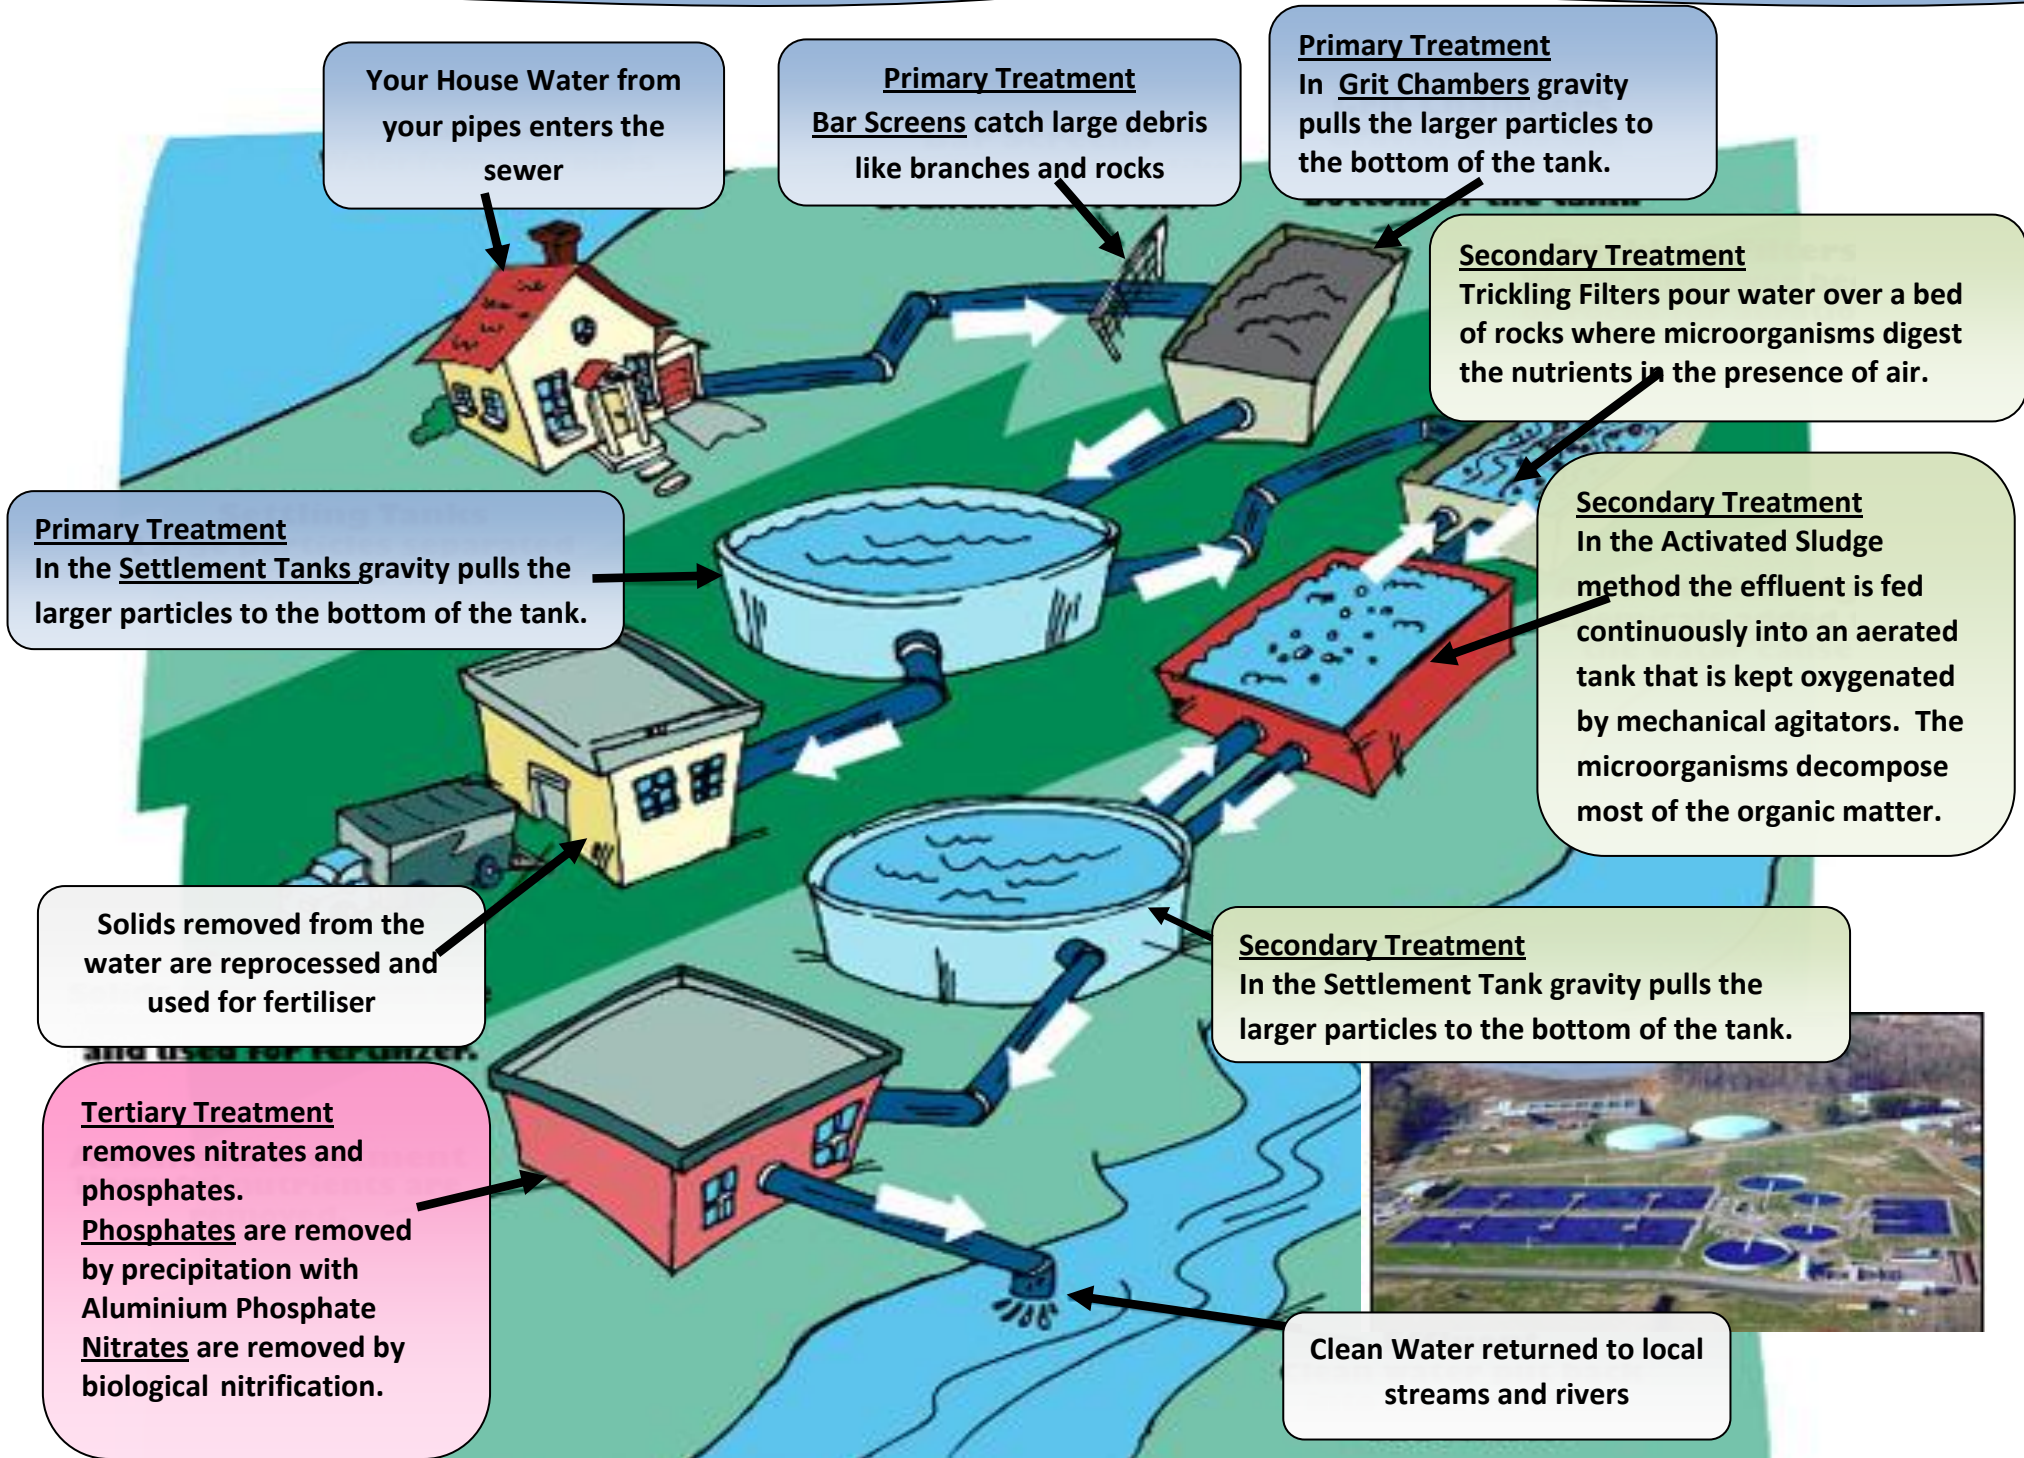 Your House Water from
your pipes enters the
sewer
Primary Treatment
Bar Screens catch large debris
like branches and rocks
Primary Treatment
In Grit Chambers gravity
pulls the larger particles to
the bottom of the tank.
Secondary Treatment
Trickling Filters pour water over a bed
of rocks where microorganisms digest
the nutrients in the presence of air.
Primary Treatment
In the Settlement Tanks gravity pulls the
larger particles to the bottom of the tank.
Secondary Treatment
In the Activated Sludge
method the effluent is fed
continuously into an aerated
tank that is kept oxygenated
by mechanical agitators. The
microorganisms decompose
most of the organic matter.
Solids removed from the
water are reprocessed and
used for fertiliser
and used for fertilizer.
Secondary Treatment
In the Settlement Tank gravity pulls the
larger particles to the bottom of the tank.
Tertiary Treatment
removes nitrates and
phosphates.
Phosphates are removed
by precipitation with
Aluminium Phosphate
Nitrates are removed by
biological nitrification.
Clean Water returned to local
streams and rivers